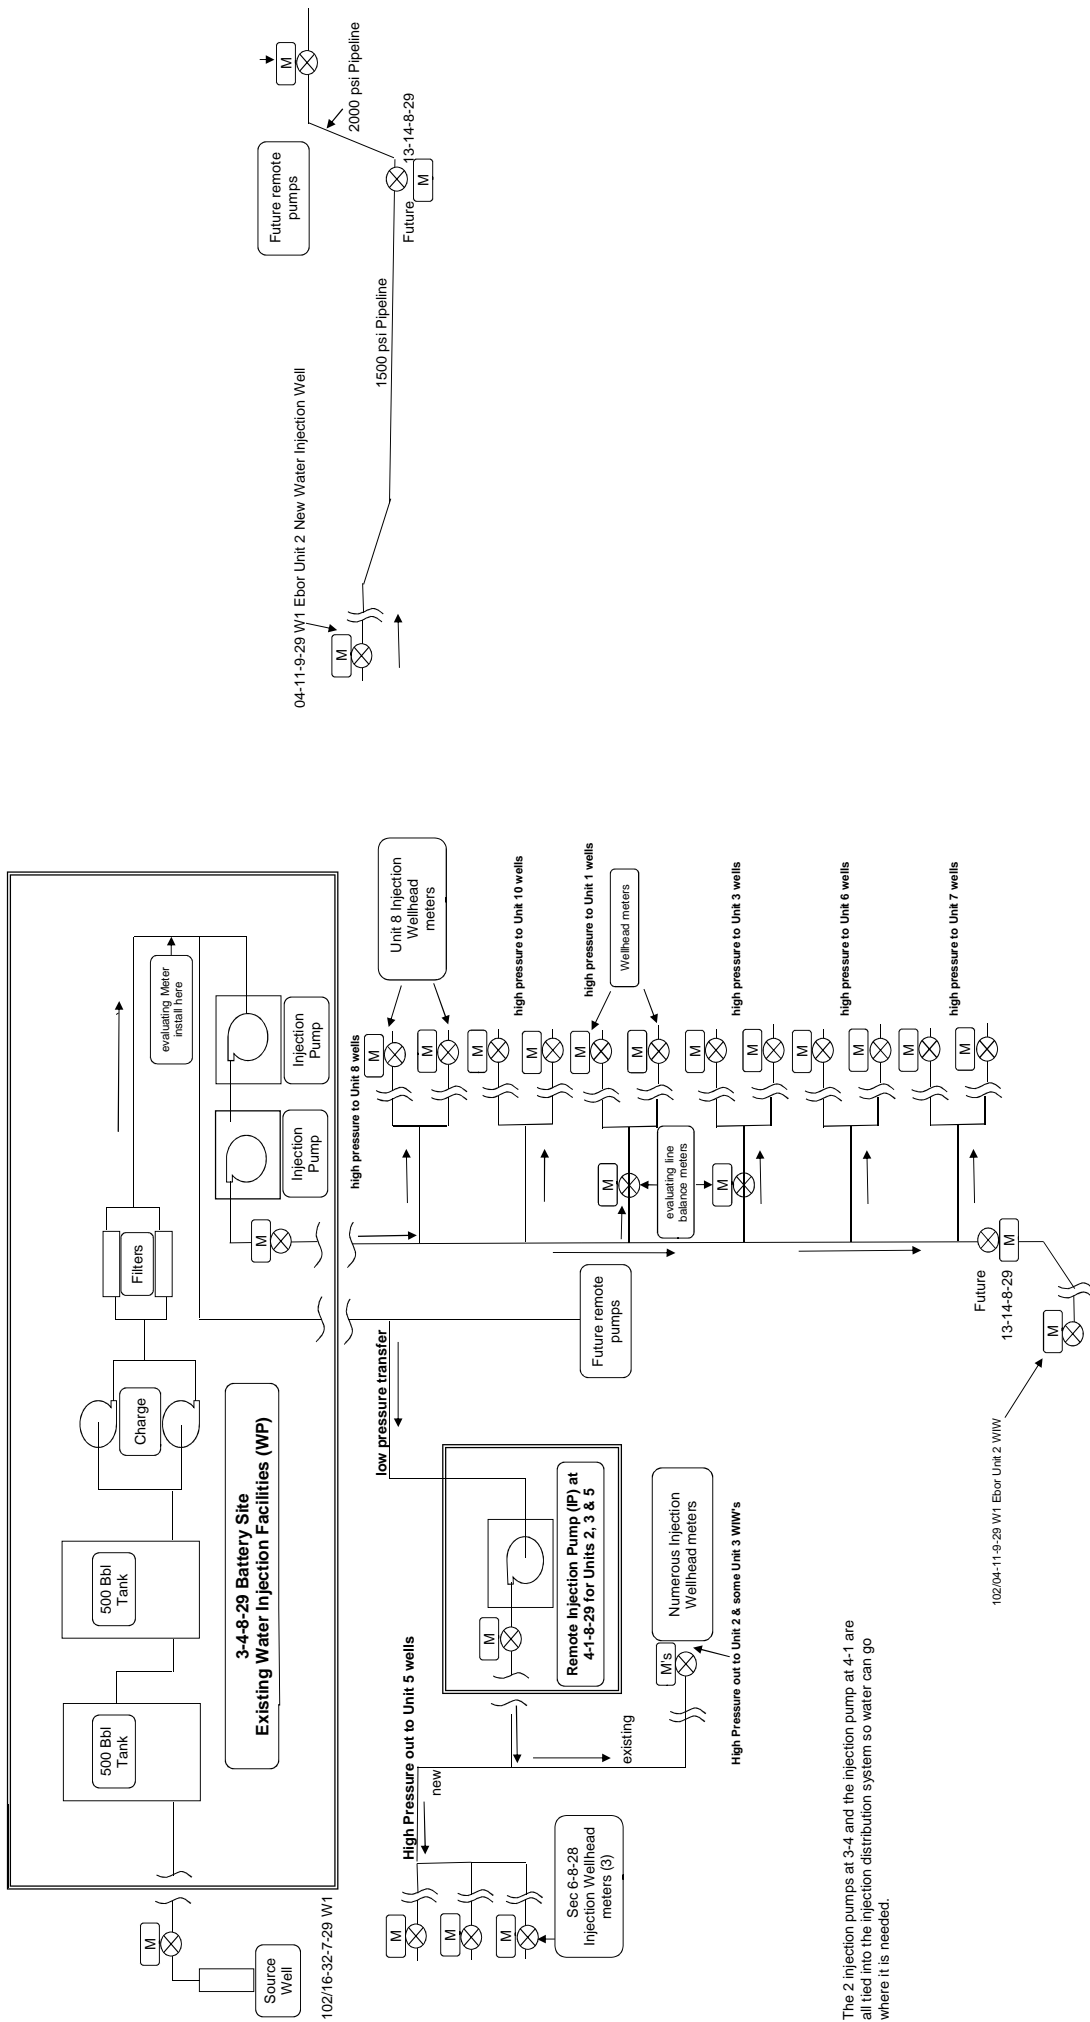 Source
Well
102/16-32-7-29 W1
M
500 Bbl
Tank
500 Bbl
Tank
Charge
Filters
evaluating Meter
install here
Injection
Pump
Injection
Pump
M
3-4-8-29 Battery Site
Existing Water Injection Facilities (WP)
low pressure transfer
Future remote
pumps
Remote Injection Pump (IP) at
4-1-8-29 for Units 2, 3 & 5
M
High Pressure out to Unit 5 wells
new
existing
M
M
M
Sec 6-8-28
Injection Wellhead
meters (3)
M's
Numerous Injection
Wellhead meters
High Pressure out to Unit 2 & some Unit 3 WIW's
high pressure to Unit 8 wells
M
M
Unit 8 Injection
Wellhead
meters
M
M
high pressure to Unit 10 wells
M
M
high pressure to Unit 1 wells
Wellhead meters
M
evaluating line
balance meters
M
M
M
high pressure to Unit 3 wells
M
M
high pressure to Unit 6 wells
M
M
high pressure to Unit 7 wells
Future
13-14-8-29
M
M
102/04-11-9-29 W1 Ebor Unit 2 WIW
The 2 injection pumps at 3-4 and the injection pump at 4-1 are
all tied into the injection distribution system so water can go
where it is needed.
04-11-9-29 W1 Ebor Unit 2 New Water Injection Well
M
1500 psi Pipeline
Future remote
pumps
Future
13-14-8-29
M
2000 psi Pipeline
M